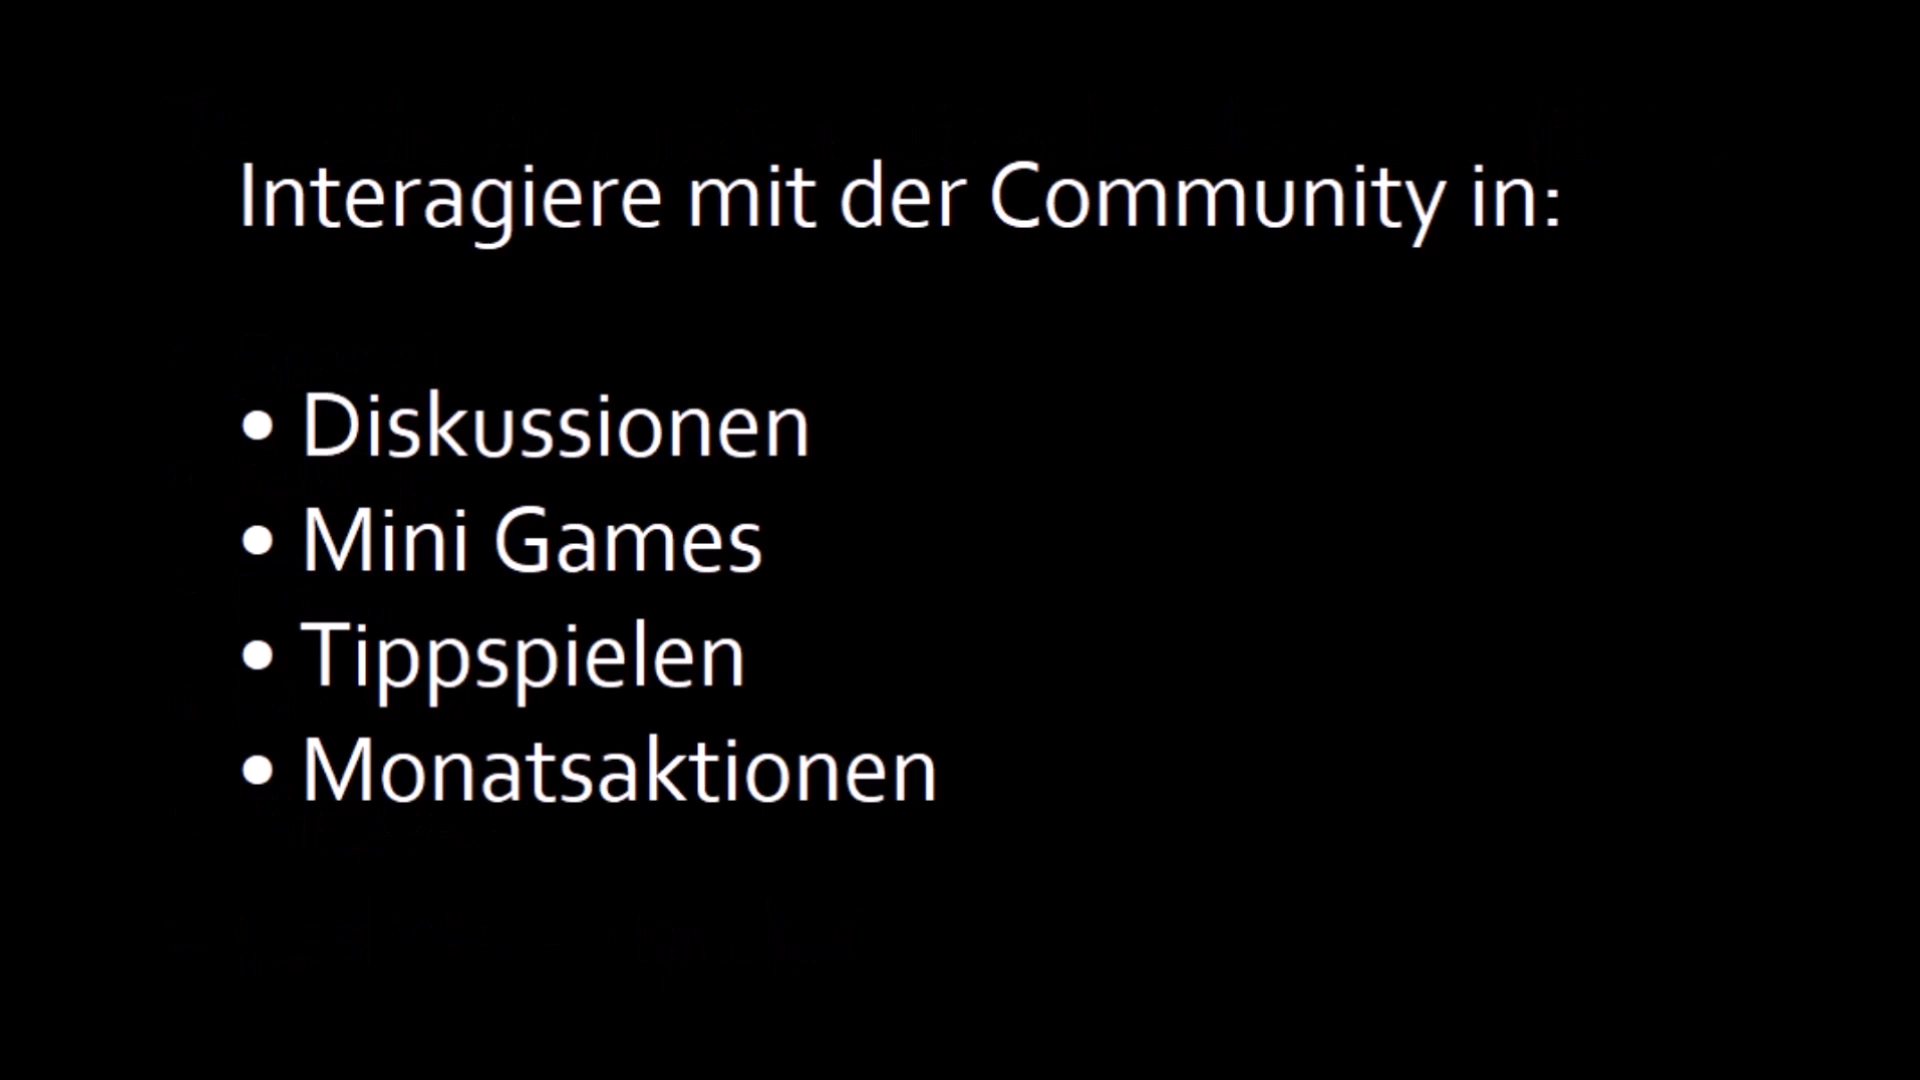 Interagiere mit der Community in:
• Diskussionen
• Mini Games
• Tippspielen
• Monatsaktionen